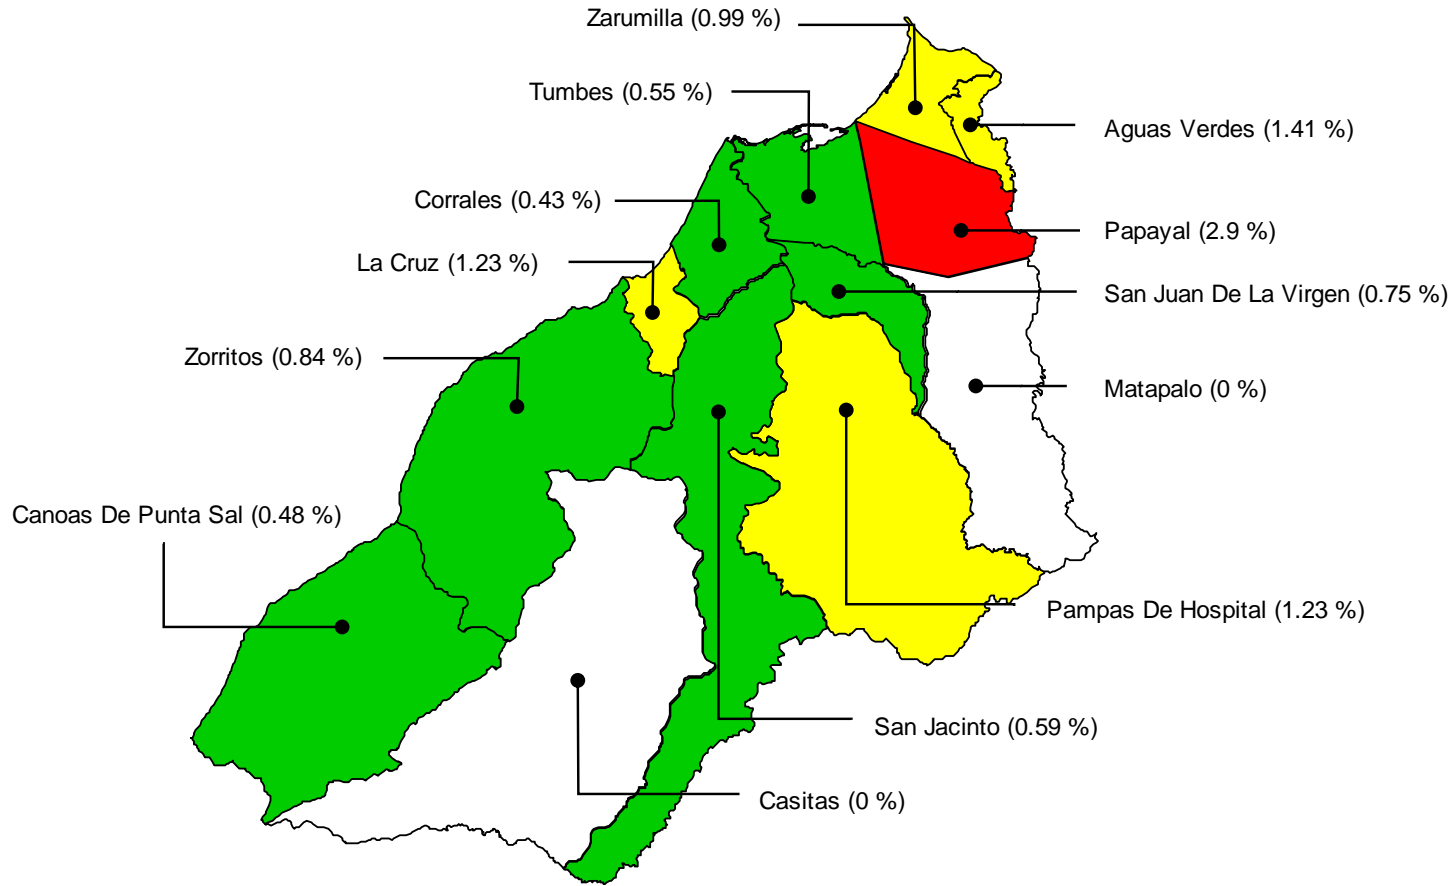 Zarumilla (0.99 %)
Tumbes (0.55 %)
Aguas Verdes (1.41 %)
Corrales (0.43 %)
Papayal (2.9 %)
La Cruz (1.23 %)
San Juan De La Virgen (0.75 %)
Zorritos (0.84 %)
Matapalo (0 %)
Canoas De Punta Sal (0.48 %)
Pampas De Hospital (1.23 %)
San Jacinto (0.59 %)
Casitas (0 %)